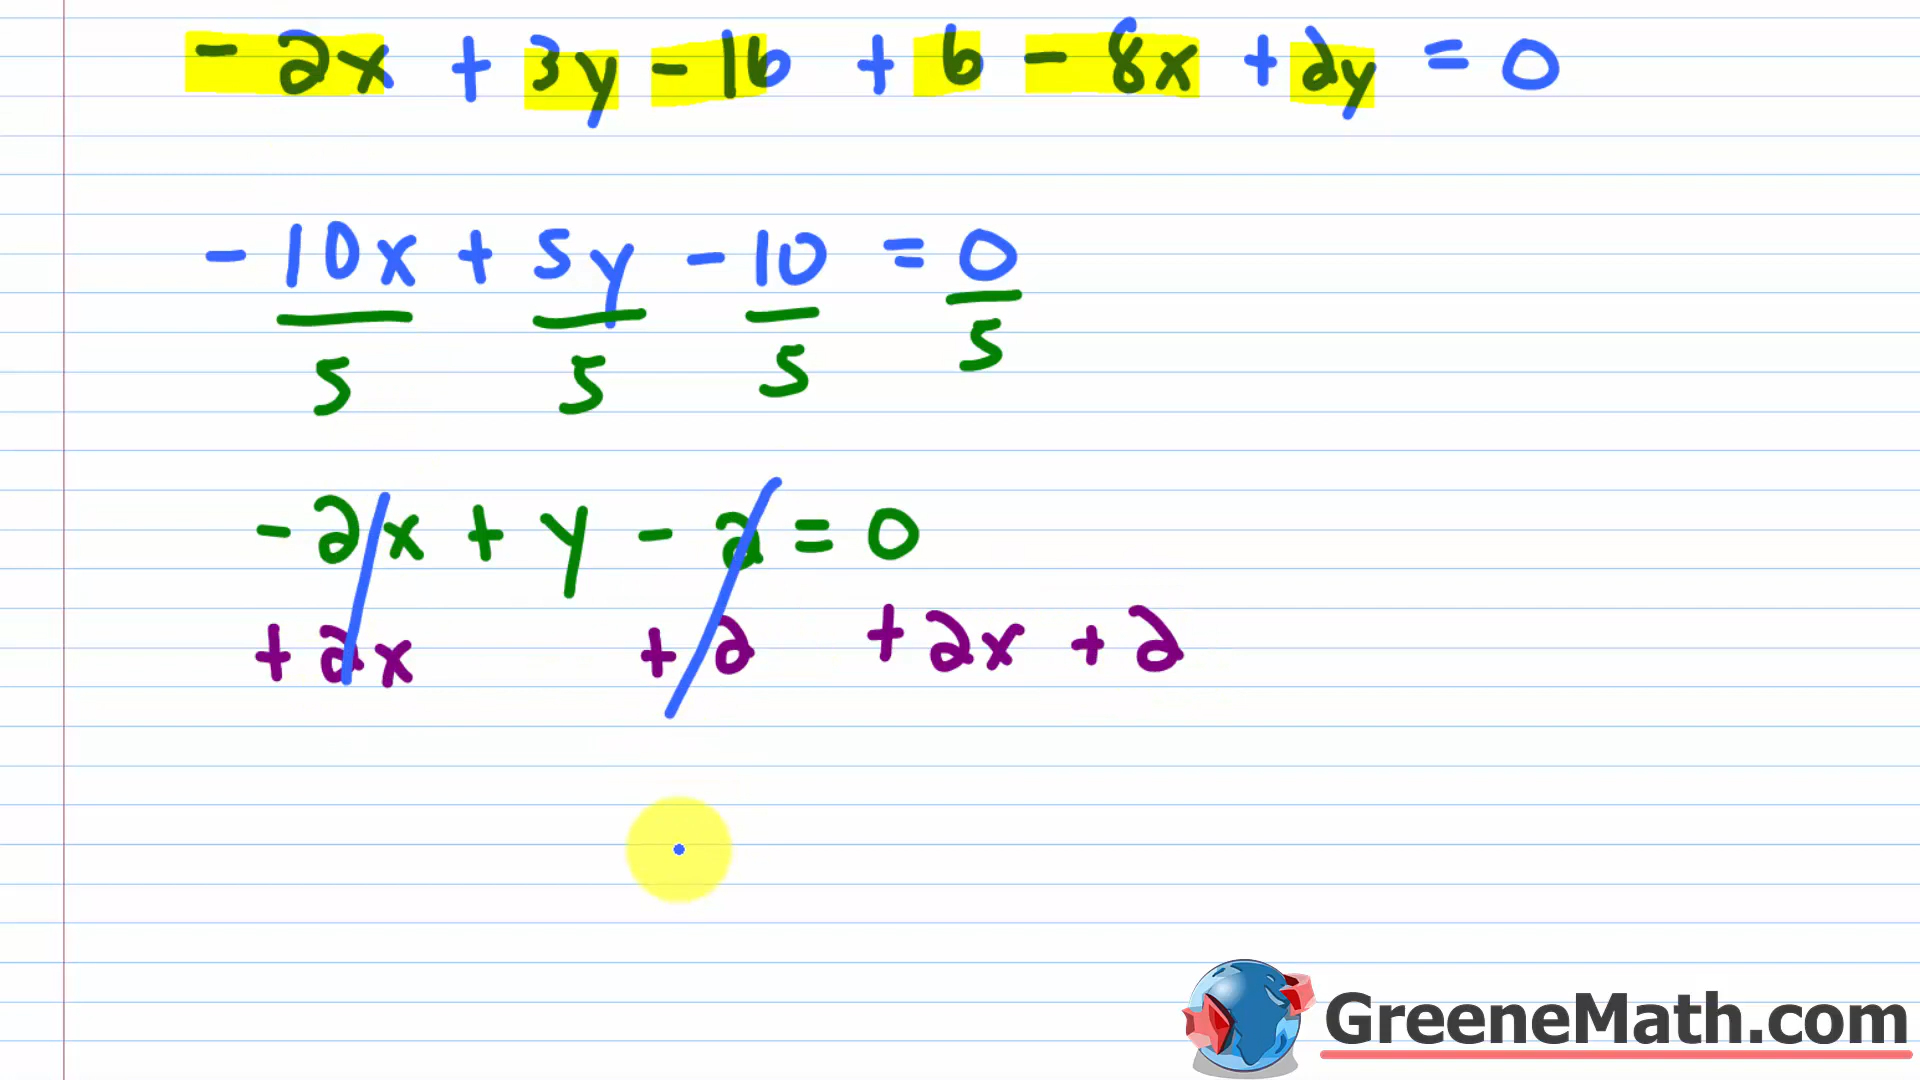 - 2x + 3y - 16 + 6 - 8x + 2y = 0
- 10x + 5y - 10 = 0
5 5 5 5
- 2x + y - 2 = 0
+ 2x + 2 + 2x + 2
GreeneMath.com